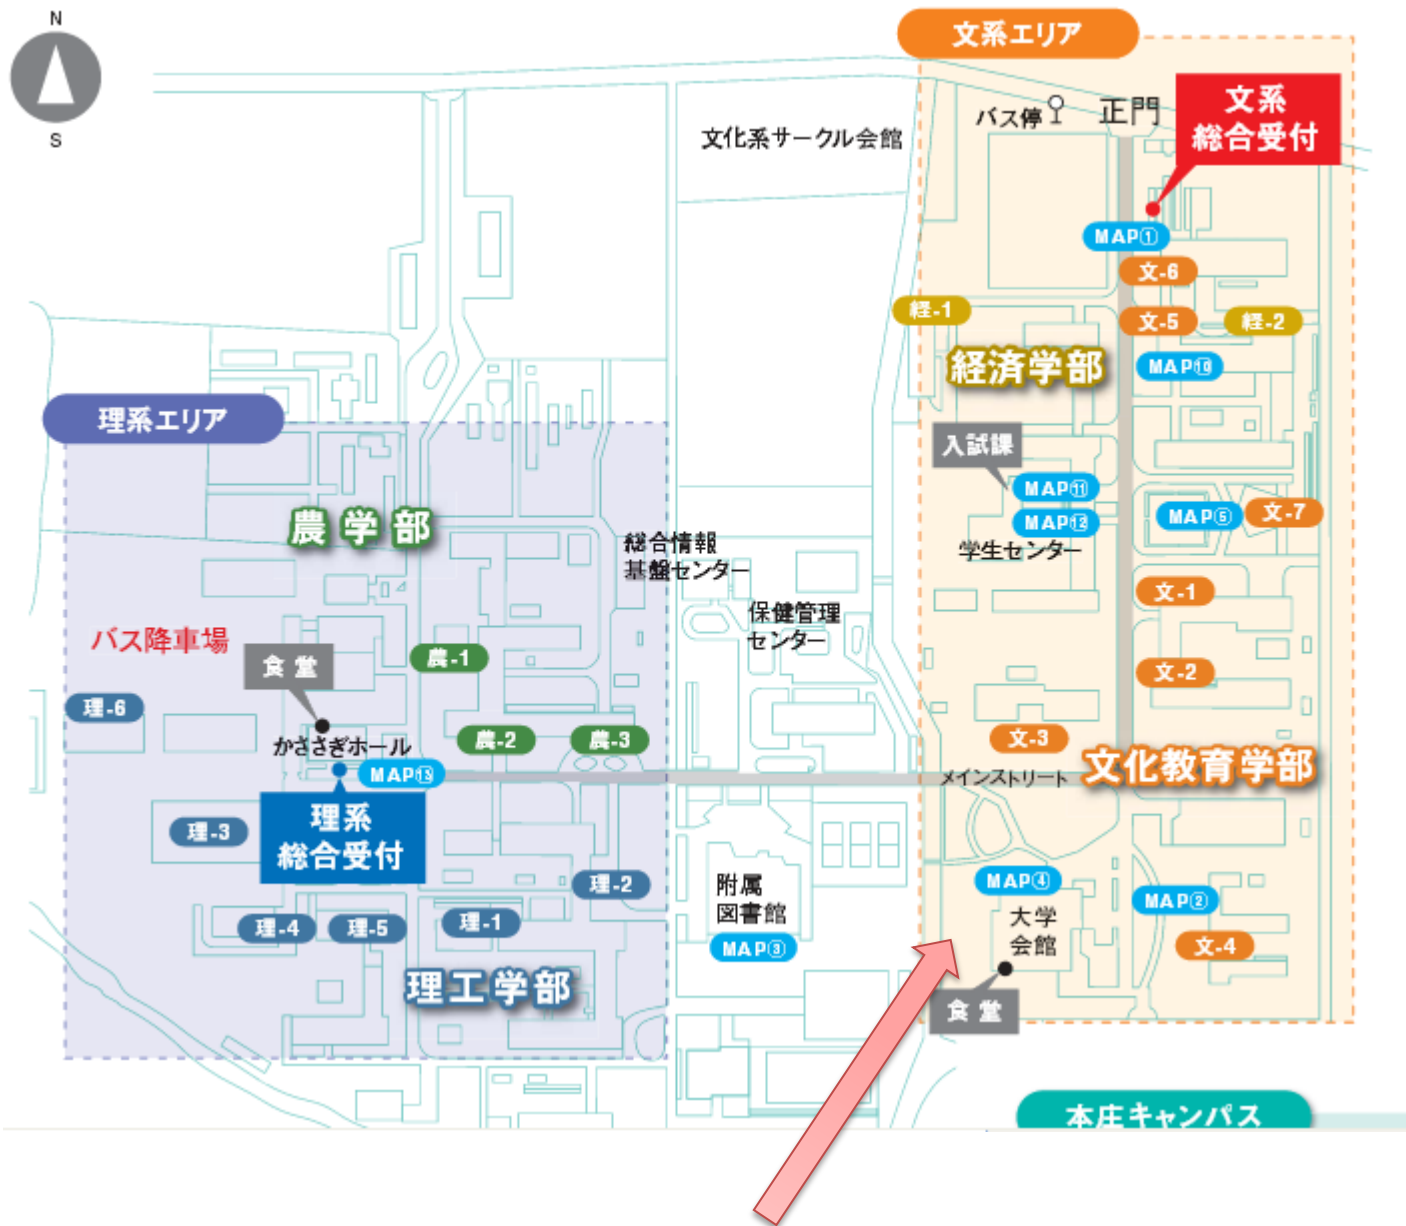 N
S
文系エリア
バス停
正門
文系
総合受付
文化系サークル会館
MAP①
文-6
経-1
文-5
経-2
経済学部
MAP⑩
理系エリア
入試課
MAP⑪
MAP⑫
学生センター
MAP⑤
文-7
農学部
総合情報
基盤センター
保健管理
センター
文-1
バス降車場
食堂
農-1
文-2
理-6
かささぎホール
農-2
農-3
文-3
MAP⑬
メインストリート
文化教育学部
理系
総合受付
理-3
理-2
附属
図書館
MAP③
MAP④
大学
会館
MAP②
理-4
理-5
理-1
文-4
理工学部
食堂
本庄キャンパス